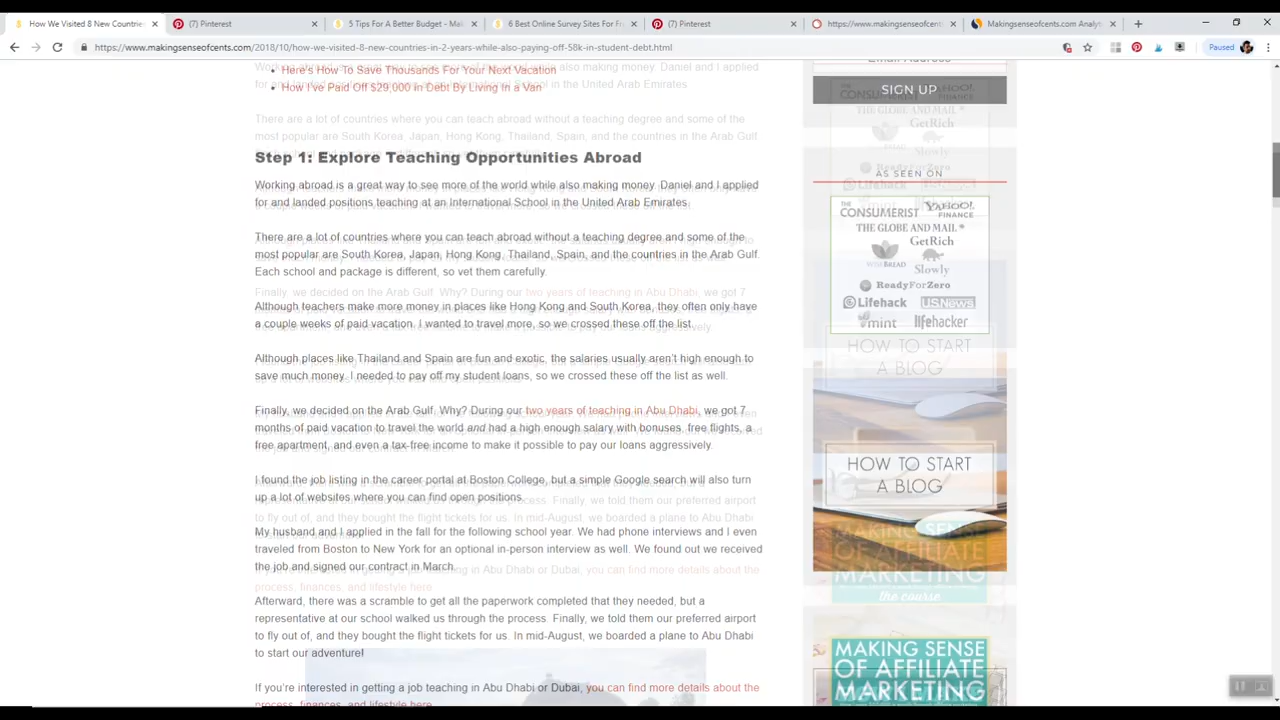 How We Visited 8 New Countries
(7) Pinterest
5 Tips For A Better Budget - Mak
6 Best Online Survey Sites For Fr
(7) Pinterest
https://www.makingsenseofcent
Makingsenseofcents.com Analyt
https://www.makingsenseofcents.com/2018/10/how-we-visited-8-new-countries-in-2-years-while-also-paying-off-58k-in-student-debt.html
Paused
Here's How To Save Thousands For Your Next Vacation
How I've Paid Off $29,000 in Debt By Living in a Van
Step 1: Explore Teaching Opportunities Abroad
Working abroad is a great way to see more of the world while also making money. Daniel and I applied
for and landed positions teaching at an International School in the United Arab Emirates.
There are a lot of countries where you can teach abroad without a teaching degree and some of the
most popular are South Korea, Japan, Hong Kong, Thailand, Spain, and the countries in the Arab Gulf.
Each school and package is different, so vet them carefully.
Although teachers make more money in places like Hong Kong and South Korea, they often only have
a couple weeks of paid vacation. I wanted to travel more, so we crossed these off the list.
Although places like Thailand and Spain are fun and exotic, the salaries usually aren't high enough to
save much money. I needed to pay off my student loans, so we crossed these off the list as well.
Finally, we decided on the Arab Gulf. Why? During our two years of teaching in Abu Dhabi, we got 7
months of paid vacation to travel the world and had a high enough salary with bonuses, free flights, a
free apartment, and even a tax-free income to make it possible to pay our loans aggressively.
I found the job listing in the career portal at Boston College, but a simple Google search will also turn
up a lot of websites where you can find open positions.
My husband and I applied in the fall for the following school year. We had phone interviews and I even
traveled from Boston to New York for an optional in-person interview as well. We found out we received
the job and signed our contract in March.
Afterward, there was a scramble to get all the paperwork completed that they needed, but a
representative at our school walked us through the process. Finally, we told them our preferred airport
to fly out of, and they bought the flight tickets for us. In mid-August, we boarded a plane to Abu Dhabi
to start our adventure!
If you're interested in getting a job teaching in Abu Dhabi or Dubai, you can find more details about the
process, finances, and lifestyle here.
Email Address
SIGN UP
AS SEEN ON
THE CONSUMERIST YAHOO! FINANCE
THE GLOBE AND MAIL*
WISEBREAD GetRich Slowly
ReadyForZero
Lifehack USNews
mint lifehacker
HOW TO START
A BLOG
MAKING SENSE
OF AFFILIATE
MARKETING